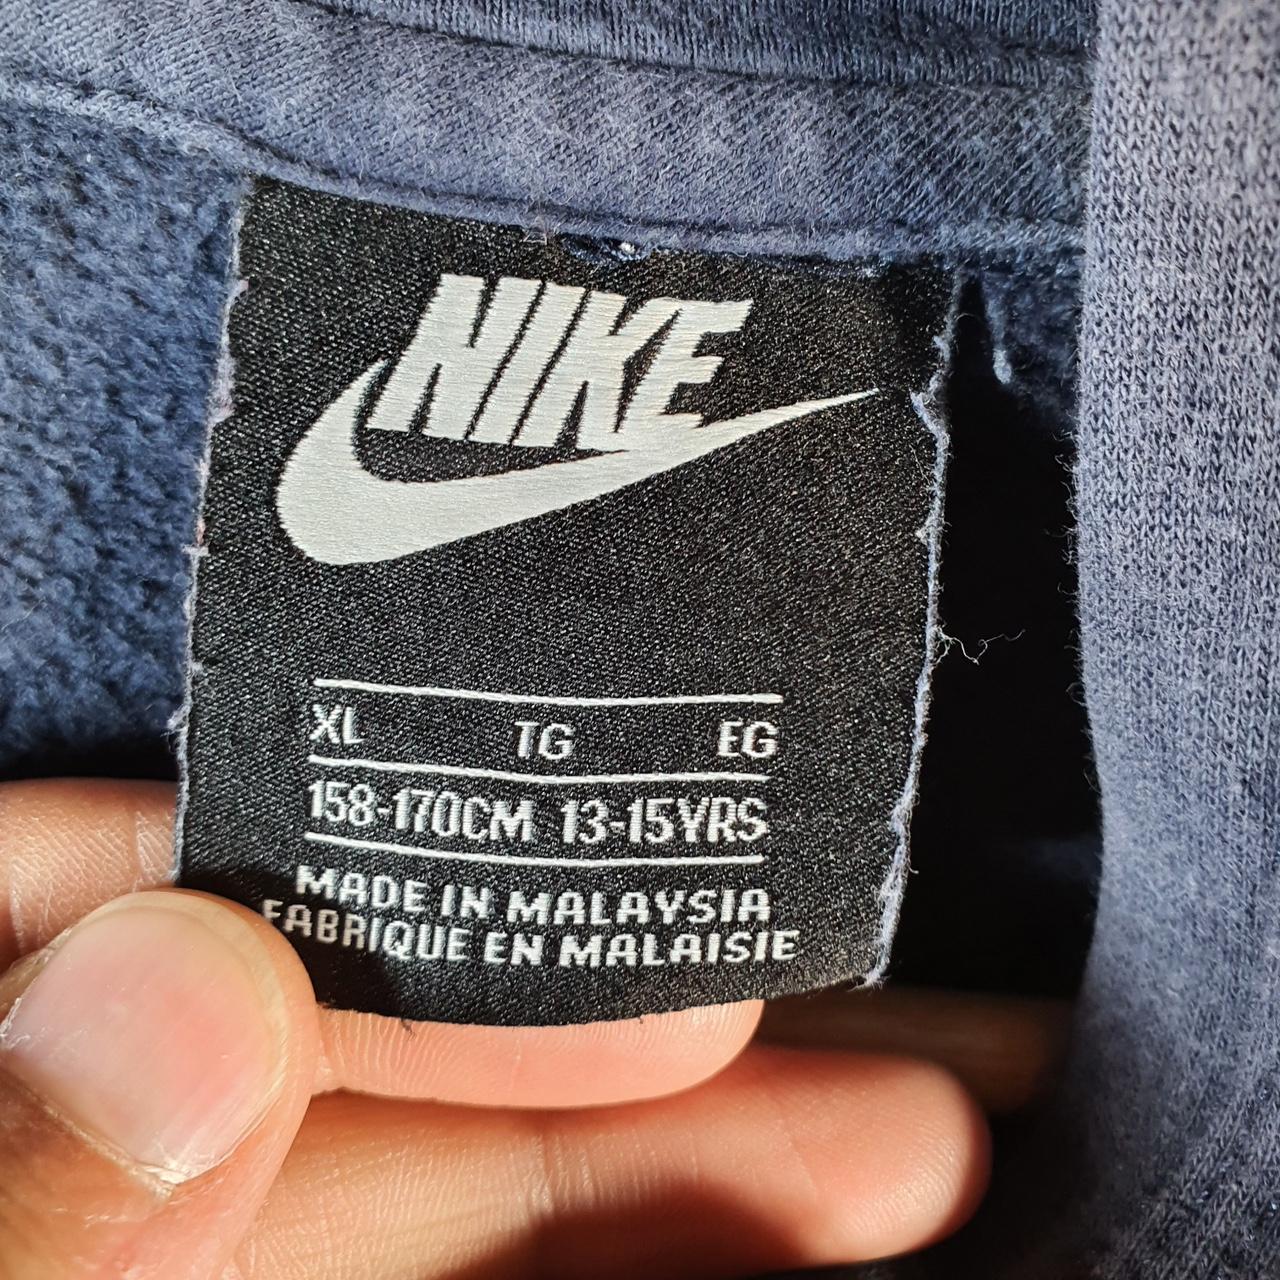 NIKE
XL TG EG
158-170CM 13-15YRS
MADE IN MALAYSIA
FABRIQUE EN MALAISIE